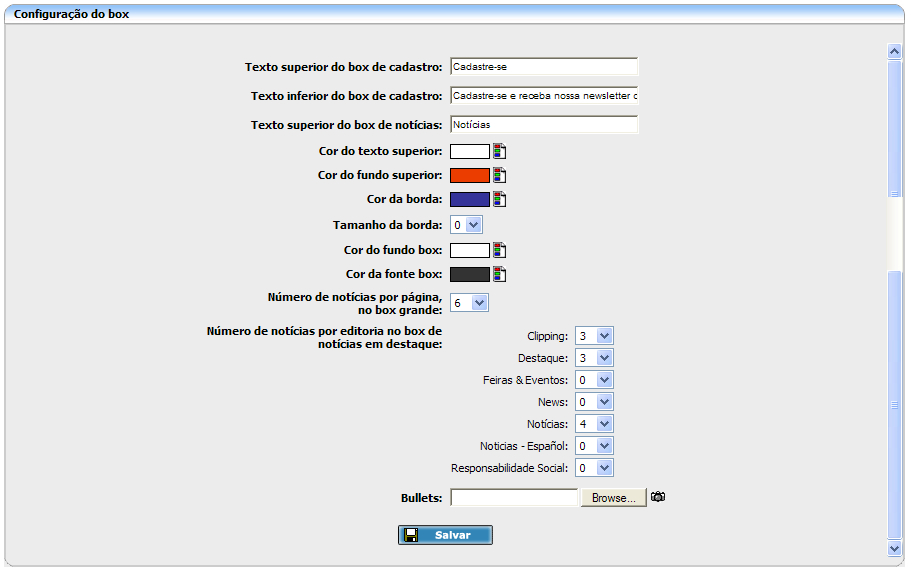 Configuração do box
Texto superior do box de cadastro: Cadastre-se
Texto inferior do box de cadastro: Cadastre-se e receba nossa newsletter c
Texto superior do box de notícias: Notícias
Cor do texto superior:
Cor do fundo superior:
Cor da borda:
Tamanho da borda: 0
Cor do fundo box:
Cor da fonte box:
Número de notícias por página,
no box grande: 6
Número de notícias por editoria no box de
notícias em destaque:
Clipping: 3
Destaque: 3
Feiras & Eventos: 0
News: 0
Notícias: 4
Noticias - Español: 0
Responsabilidade Social: 0
Bullets: Browse...
Salvar